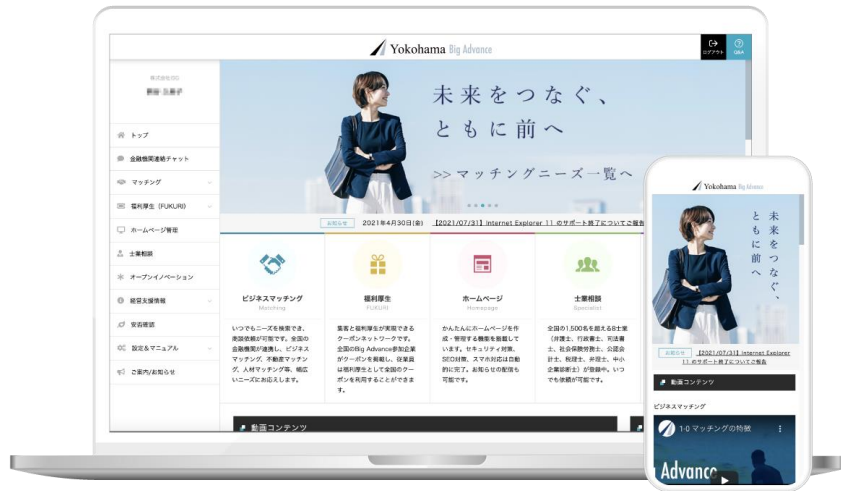 Yokohama Big Advance
ログアウト
Q&A
トップ
金融機関連絡チャット
マッチング
福利厚生（FUKURI）
ホームページ管理
士業相談
オープンイノベーション
経営支援情報
安否確認
設定&マニュアル
ご案内/お知らせ
未来をつなぐ、
ともに前へ
>>マッチングニーズ一覧へ
お知らせ 2021年4月30日(金) 【2021/07/31】Internet Explorer 11 のサポート終了についてご報告
ビジネスマッチング
Matching
いつでもニーズを検索でき、
商談依頼が可能です。全国の
金融機関が連携し、ビジネス
マッチング、不動産マッチン
グ、人材マッチング等、幅広
いニーズにお応えします。
福利厚生
FUKURI
集客と福利厚生が実現できる
クーポンネットワークです。
全国のBig Advance参加企業
がクーポンを掲載し、従業員
は福利厚生として全国のクー
ポンを利用することができま
す。
ホームページ
Homepage
かんたんにホームページを作
成・管理する機能を搭載して
います。セキュリティ対策、
SEO対策、スマホ対応は自動
的に完了。お知らせの配信も
可能です。
士業相談
Specialist
全国の1,500名を超える8士業
（弁護士、行政書士、司法書
士、社会保険労務士、公認会
計士、税理士、弁理士、中小
企業診断士）が登録中。いつ
でも依頼が可能です。
動画コンテンツ
Yokohama Big Advance
未来をつなぐ、
ともに前へ
お知らせ 【2021/07/31】Internet Explorer
11 のサポート終了についてご報告
動画コンテンツ
ビジネスマッチング
1-0 マッチングの特徴
Advance